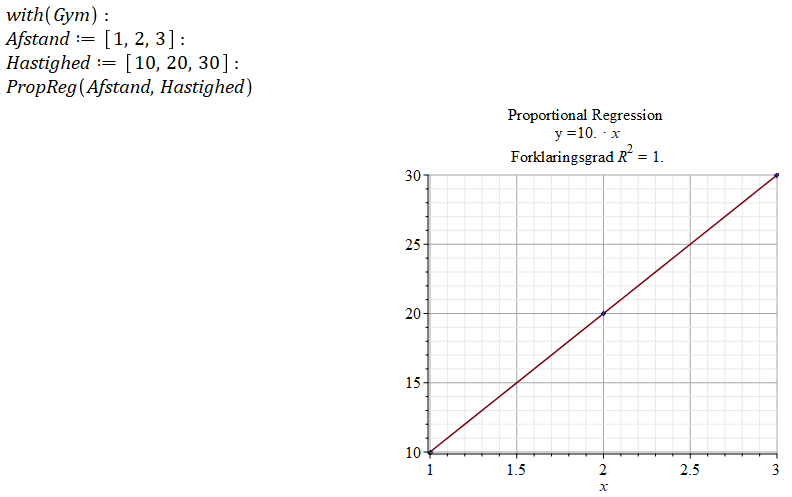 with(Gym) :
Afstand := [1, 2, 3] :
Hastighed := [10, 20, 30] :
PropReg(Afstand, Hastighed)
Proportional Regression
y =10. · x
Forklaringsgrad R² = 1.
30
25
20
15
10
1 1.5 2 2.5 3
x